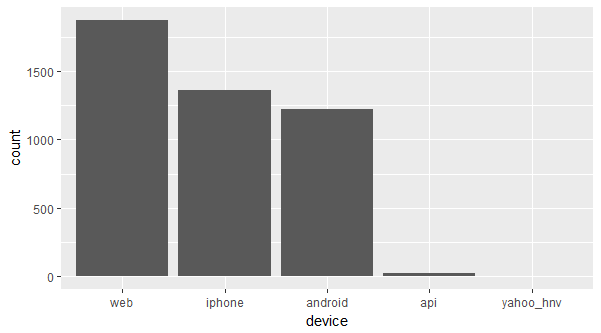 count
1500
1000
500
0
web iphone android api yahoo_hnv
device